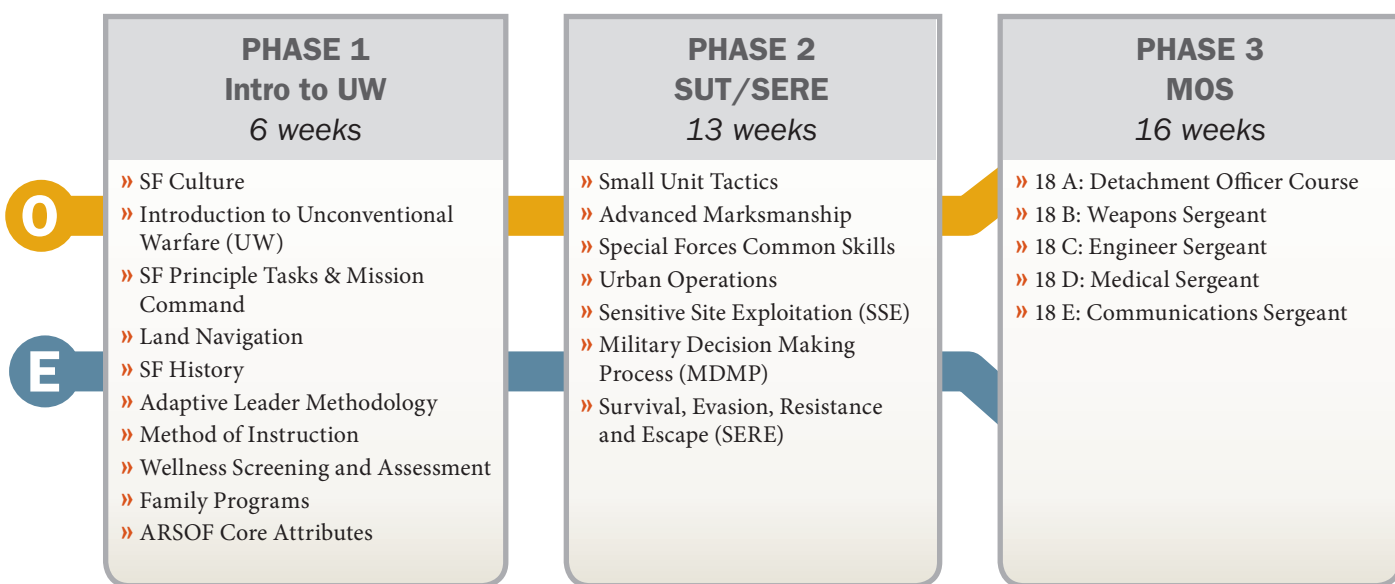 PHASE 1
Intro to UW
6 weeks
» SF Culture
» Introduction to Unconventional
Warfare (UW)
» SF Principle Tasks & Mission
Command
» Land Navigation
» SF History
» Adaptive Leader Methodology
» Method of Instruction
» Wellness Screening and Assessment
» Family Programs
» ARSOF Core Attributes
PHASE 2
SUT/SERE
13 weeks
» Small Unit Tactics
» Advanced Marksmanship
» Special Forces Common Skills
» Urban Operations
» Sensitive Site Exploitation (SSE)
» Military Decision Making
Process (MDMP)
» Survival, Evasion, Resistance
and Escape (SERE)
PHASE 3
MOS
16 weeks
» 18 A: Detachment Officer Course
» 18 B: Weapons Sergeant
» 18 C: Engineer Sergeant
» 18 D: Medical Sergeant
» 18 E: Communications Sergeant
O
E